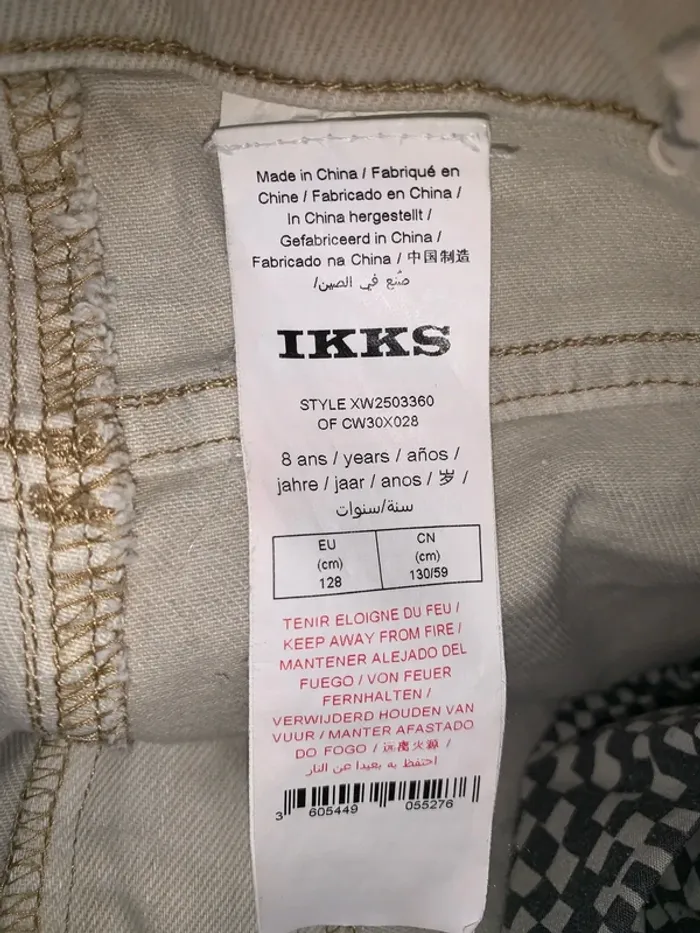 Made in China / Fabriqué en
Chine / Fabricado en China /
In China hergestellt /
Gefabriceerd in China /
Fabricado na China / 中国制造
صُنع في الصين/
IKKS
STYLE XW2503360
OF CW30X028
8 ans / years / años /
jahre / jaar / anos / 岁 /
سنة/سنوات
EU
(cm)
128
CN
(cm)
130/59
TENIR ELOIGNE DU FEU /
KEEP AWAY FROM FIRE /
MANTENER ALEJADO DEL
FUEGO / VON FEUER
FERNHALTEN /
VERWIJDERD HOUDEN VAN
VUUR / MANTER AFASTADO
DO FOGO / 远离火源 /
احتفظ به بعيدا عن النار
3 605449 055276